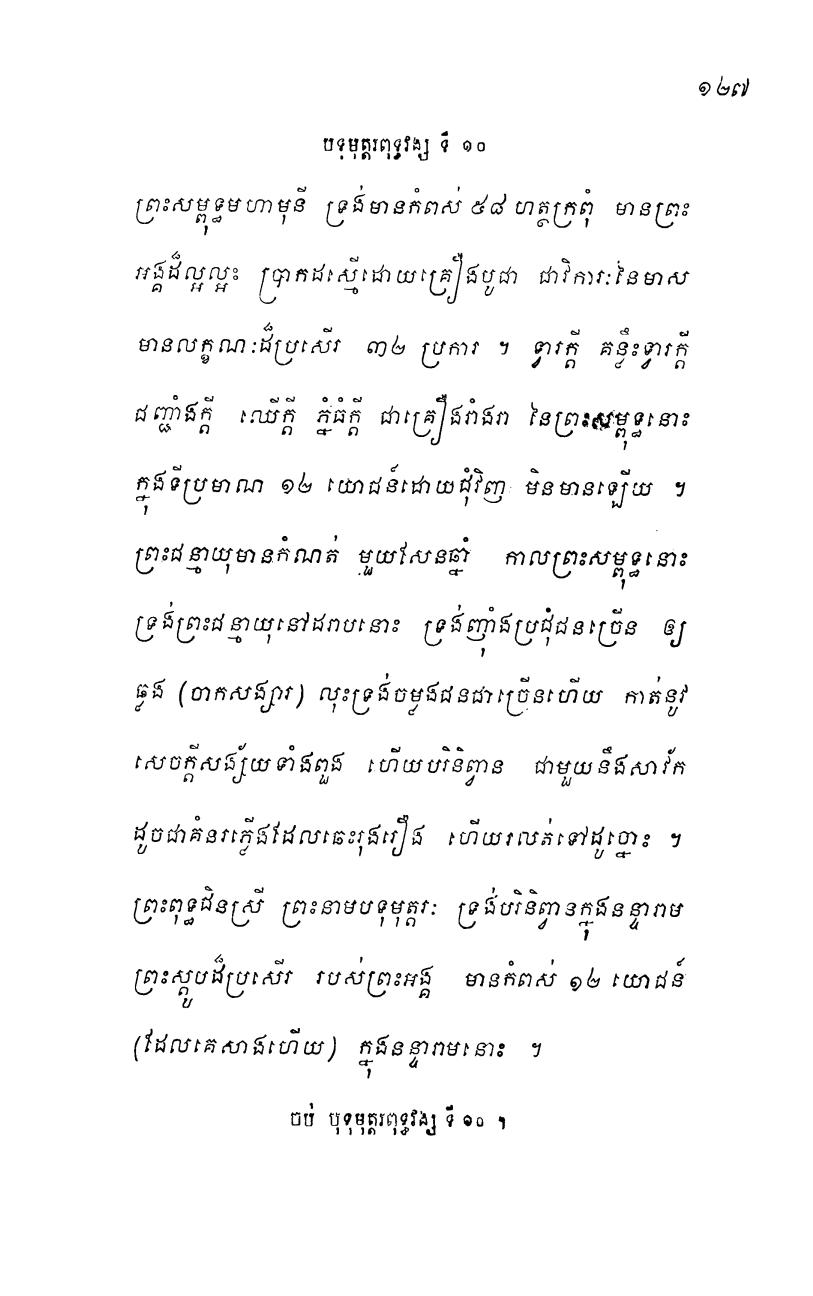 ១២៧
បទុមុត្តរពុទ្ធវង្ស ទី ១០
ព្រះសម្ពុទ្ធមហាមុនី ទ្រង់មានកំពស់ ៥៨ ហត្ថក្រពុំ មានព្រះ
អង្គដ៏ល្អល្អះ ប្រាកដស្មើដោយគ្រឿងបូជា ជាវិការៈនៃមាស
មានលក្ខណៈដ៏ប្រសើរ ៣២ ប្រការ ។ ទ្វារក្តី គន្លឹះទ្វារក្តី
ជញ្ជាំងក្តី ឈើក្តី ភ្នំធំក្តី ជាគ្រឿងរាំងរា នៃព្រះសម្ពុទ្ធនោះ
ក្នុងទីប្រមាណ ១២ យោជន៍ដោយជុំវិញ មិនមានឡើយ ។
ព្រះជន្មាយុមានកំណត់ មួយសែនឆ្នាំ កាលព្រះសម្ពុទ្ធនោះ
ទ្រង់ព្រះជន្មាយុនៅដរាបនោះ ទ្រង់ញ៉ាំងប្រជុំជនច្រើន ឲ្យ
ឆ្លង (ចាកសង្សារ) លុះទ្រង់ចម្លងជនជាច្រើនហើយ កាត់នូវ
សេចក្តីសង្ស័យទាំងពួង ហើយបរិនិព្វាន ជាមួយនឹងសាវ័ក
ដូចជាគំនរភ្លើងដែលឆេះរុងរឿង ហើយរលត់ទៅដូច្នោះ ។
ព្រះពុទ្ធជិនស្រី ព្រះនាមបទុមុត្តរៈ ទ្រង់បរិនិព្វានក្នុងនន្ទារាម
ព្រះស្តូបដ៏ប្រសើរ របស់ព្រះអង្គ មានកំពស់ ១២ យោជន៍
(ដែលគេសាងហើយ) ក្នុងនន្ទារាមនោះ ។
ចប់ បុទុមុត្តរពុទ្ធវង្ស ទី ១០ ។